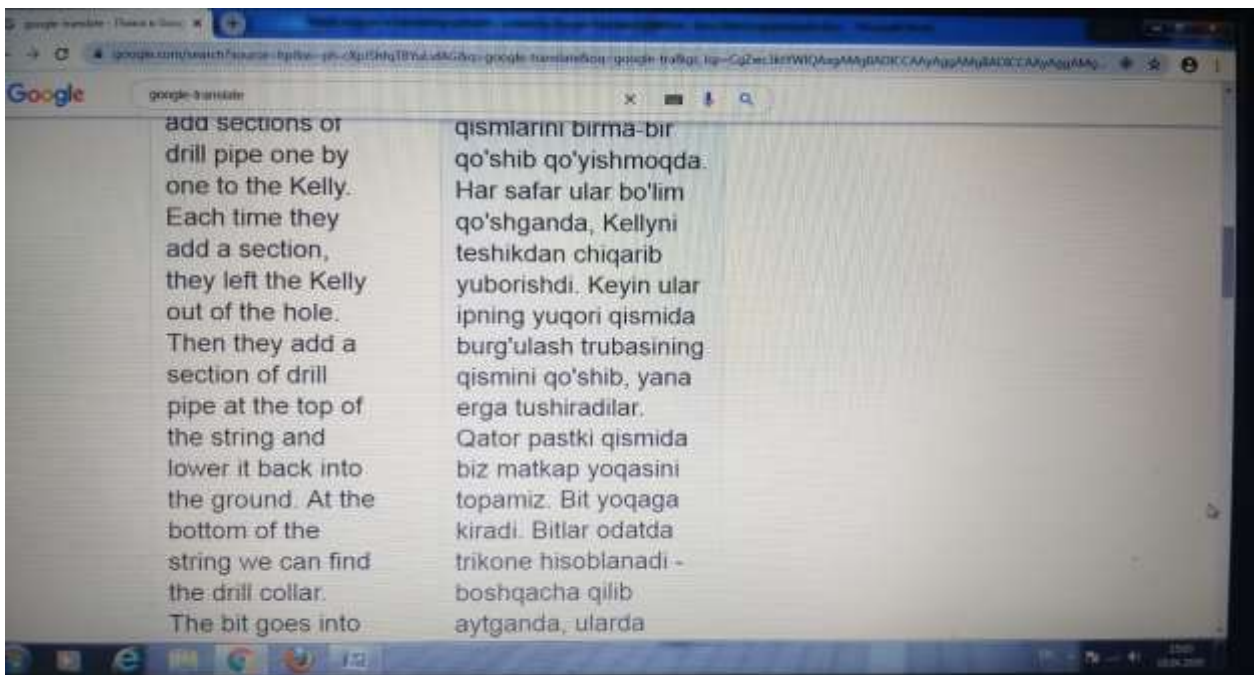 Google
google translate
add sections of
drill pipe one by
one to the Kelly.
Each time they
add a section,
they left the Kelly
out of the hole.
Then they add a
section of drill
pipe at the top of
the string and
lower it back into
the ground. At the
bottom of the
string we can find
the drill collar.
The bit goes into
qismlarini birma-bir
qo'shib qo'yishmoqda.
Har safar ular bo'lim
qo'shganda, Kellyni
teshikdan chiqarib
yuborishdi. Keyin ular
ipning yuqori qismida
burg'ulash trubasining
qismini qo'shib, yana
erga tushiradilar.
Qator pastki qismida
biz matkap yoqasini
topamiz. Bit yoqaga
kiradi. Bitlar odatda
trikone hisoblanadi -
boshqacha qilib
aytganda, ularda